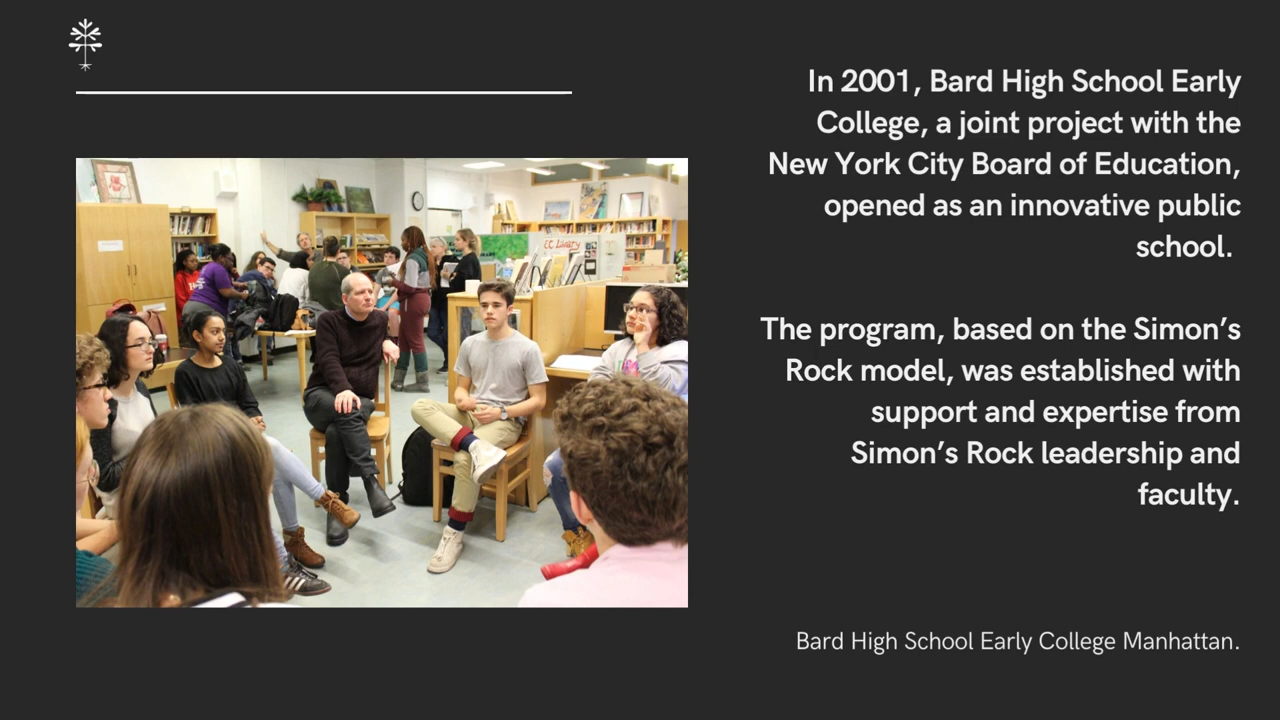 In 2001, Bard High School Early
College, a joint project with the
New York City Board of Education,
opened as an innovative public
school.
The program, based on the Simon’s
Rock model, was established with
support and expertise from
Simon’s Rock leadership and
faculty.
CC Library
Bard High School Early College Manhattan.